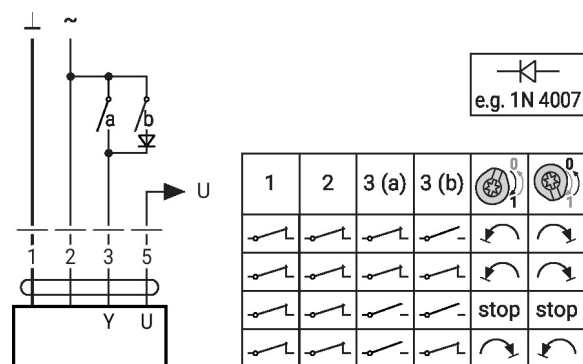 ⊥ ~
a b
e.g. 1N 4007
U
1 2 3 5
Y U
1 2 3 (a) 3 (b) 0 1 0 1
stop stop